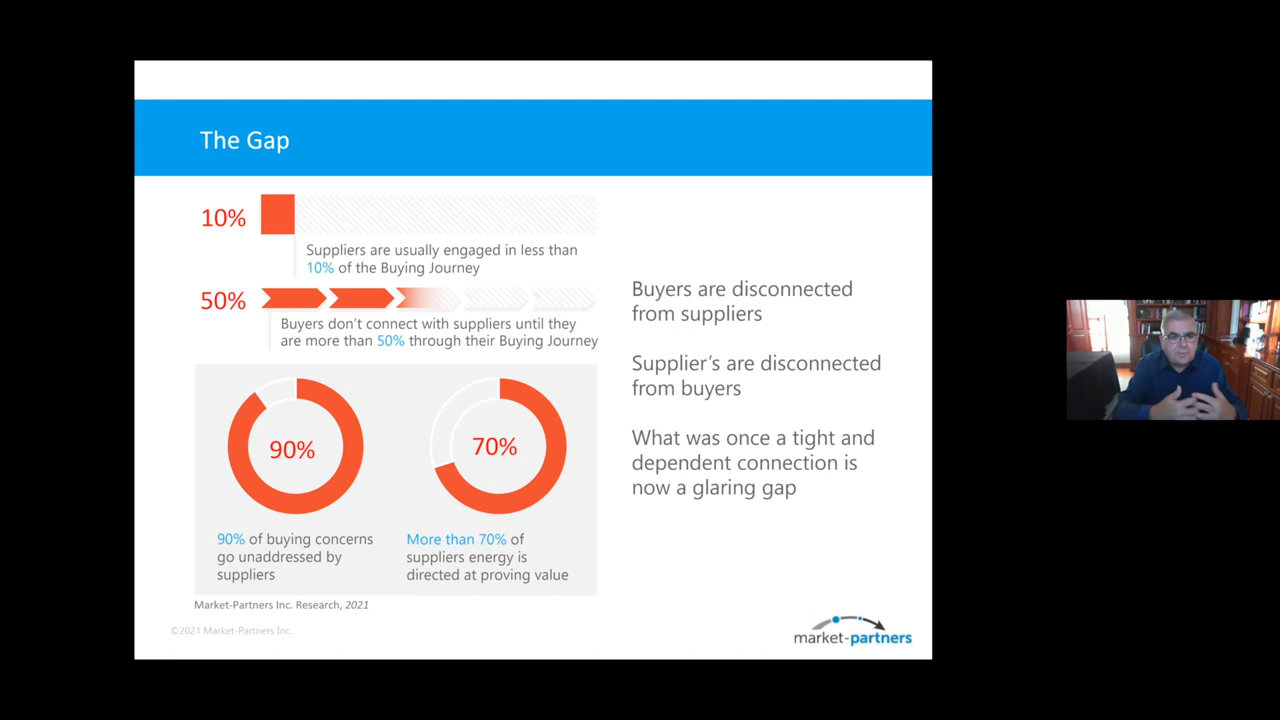 The Gap
10%
Suppliers are usually engaged in less than
10% of the Buying Journey
50%
Buyers don't connect with suppliers until they
are more than 50% through their Buying Journey
90%
90% of buying concerns
go unaddressed by
suppliers
70%
More than 70% of
suppliers energy is
directed at proving value
Market-Partners Inc. Research, 2021
Buyers are disconnected
from suppliers
Supplier's are disconnected
from buyers
What was once a tight and
dependent connection is
now a glaring gap
©2021 Market-Partners Inc.
market-partners